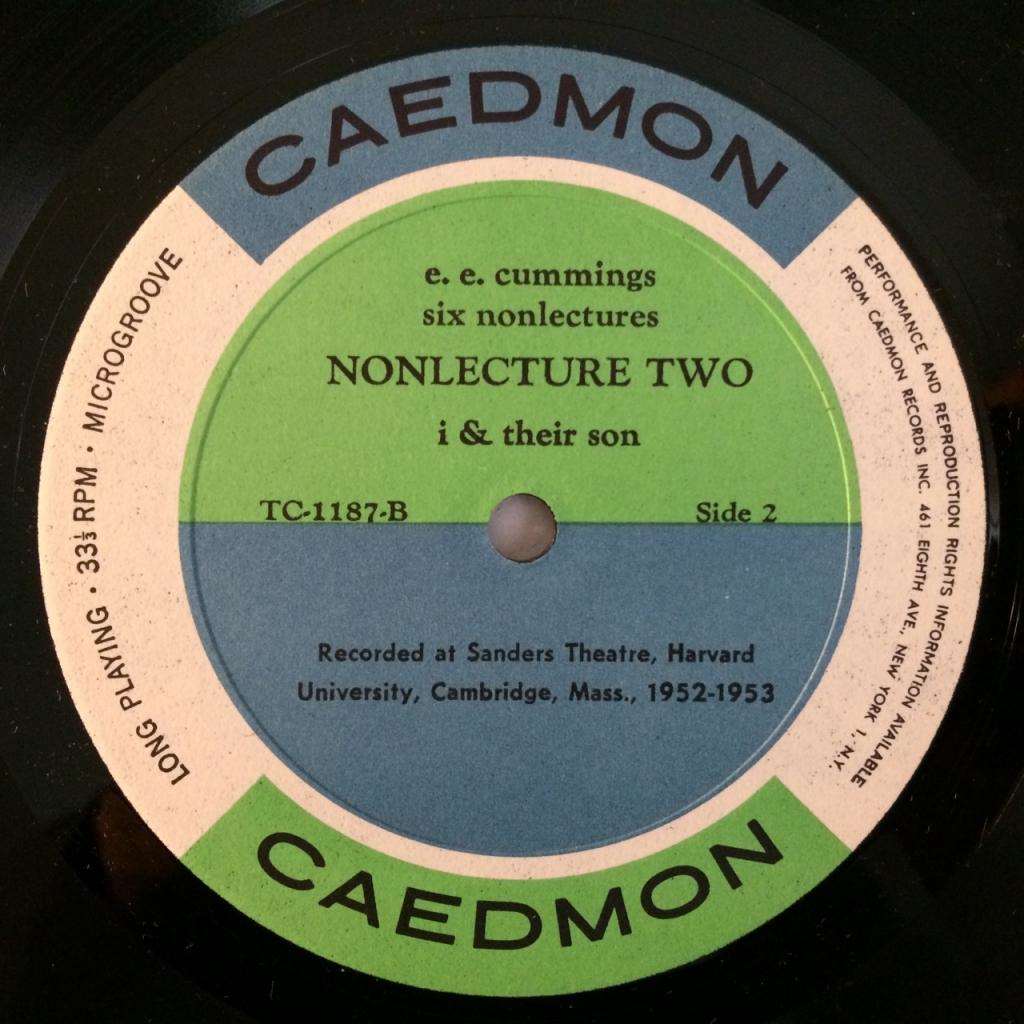 CAEDMON
e. e. cummings
six nonlectures
NONLECTURE TWO
i & their son
TC-1187-B
Side 2
Recorded at Sanders Theatre, Harvard
University, Cambridge, Mass., 1952-1953
LONG PLAYING · 33⅓ RPM · MICROGROOVE
PERFORMANCE AND REPRODUCTION RIGHTS INFORMATION AVAILABLE
FROM CAEDMON RECORDS INC. 461 EIGHTH AVE., NEW YORK 1, N.Y.
CAEDMON